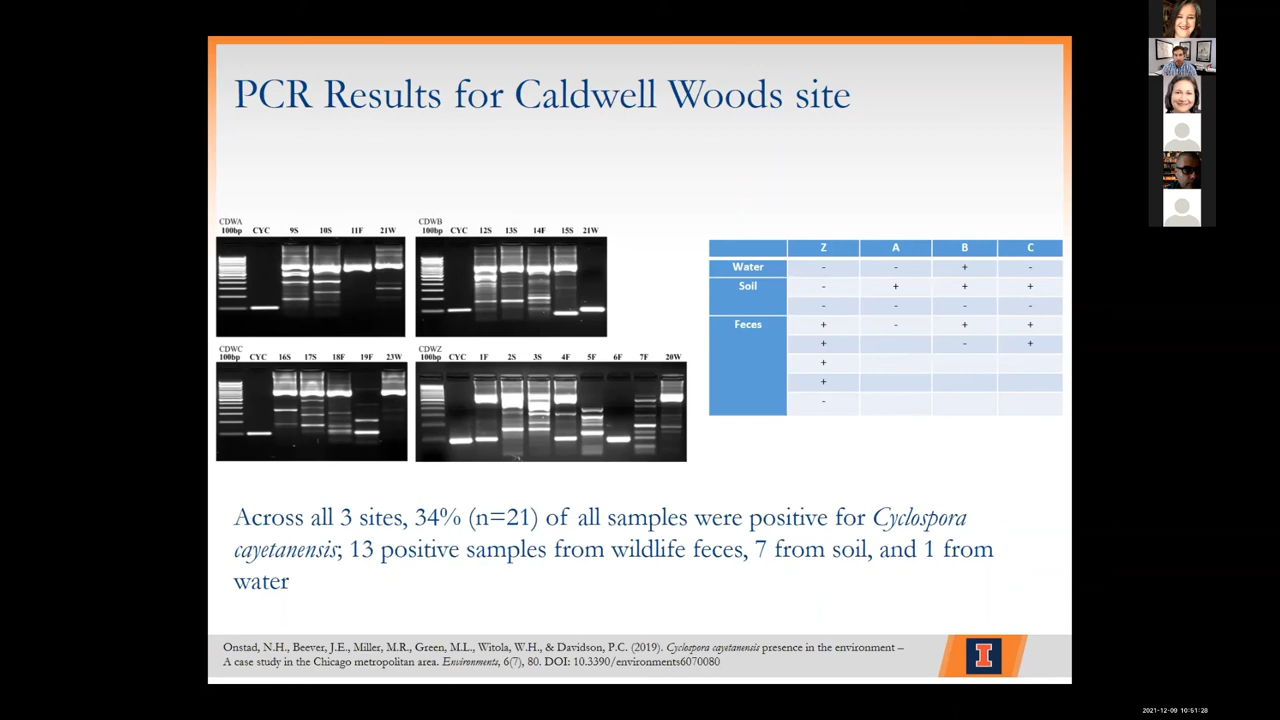 PCR Results for Caldwell Woods site
CDWA
100bp CYC 9S 10S 11F 21W
CDWB
100bp CYC 12S 13S 14F 15S 21W
CDWC
100bp CYC 16S 17S 18F 19F 23W
CDWZ
100bp CYC 1F 2S 3S 4F 5F 6F 7F 20W
Z A B C
Water - - + -
Soil - + + +
- - - -
Feces + - + +
+ - +
+
+
-
Across all 3 sites, 34% (n=21) of all samples were positive for Cyclospora
cayetanensis; 13 positive samples from wildlife feces, 7 from soil, and 1 from
water
Onstad, N.H., Beever, J.E., Miller, M.R., Green, M.L., Witola, W.H., & Davidson, P.C. (2019). Cyclospora cayetanensis presence in the environment –
A case study in the Chicago metropolitan area. Environments, 6(7), 80. DOI: 10.3390/environments6070080
I
2021-12-09 10:51:28